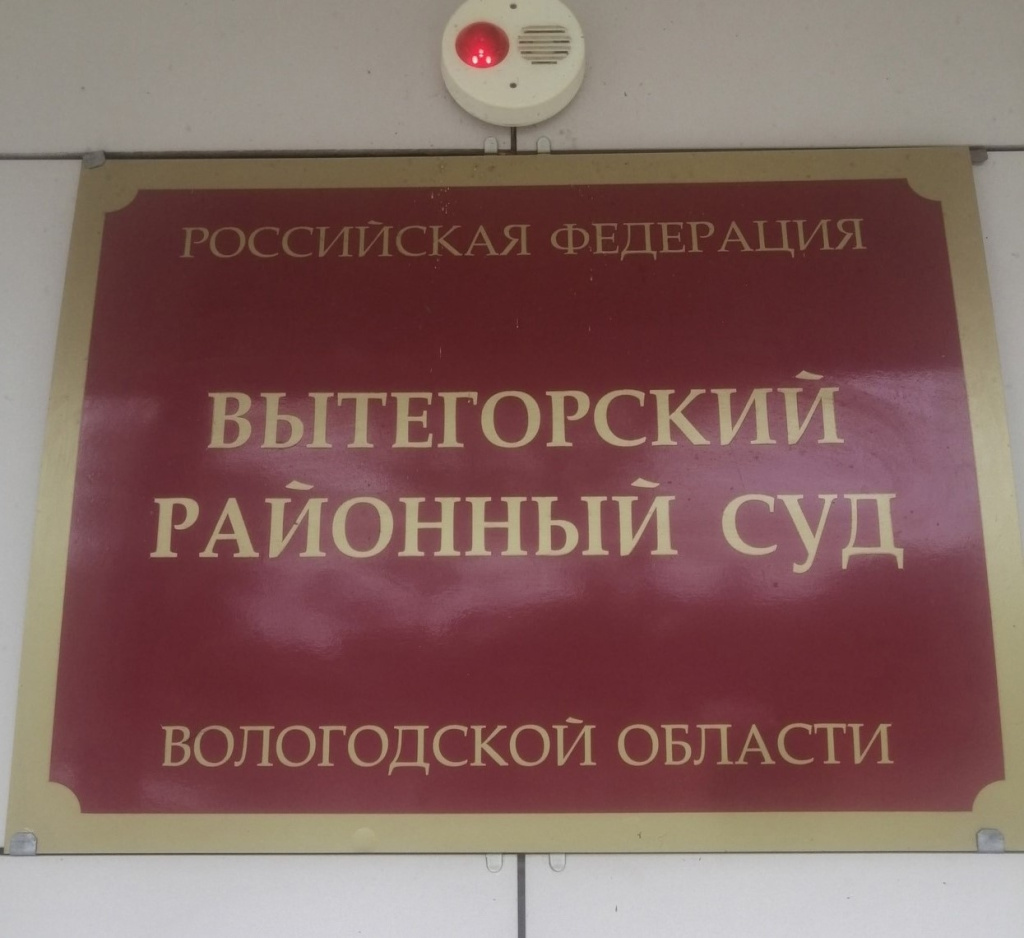 РОССИЙСКАЯ ФЕДЕРАЦИЯ
ВЫТЕГОРСКИЙ
РАЙОННЫЙ СУД
ВОЛОГОДСКОЙ ОБЛАСТИ